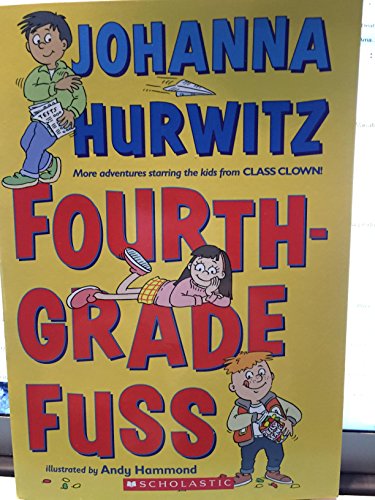 JOHANNA
HURWITZ
More adventures starring the kids from CLASS CLOWN!
FOURTH-
GRADE
FUSS
illustrated by Andy Hammond
SCHOLASTIC